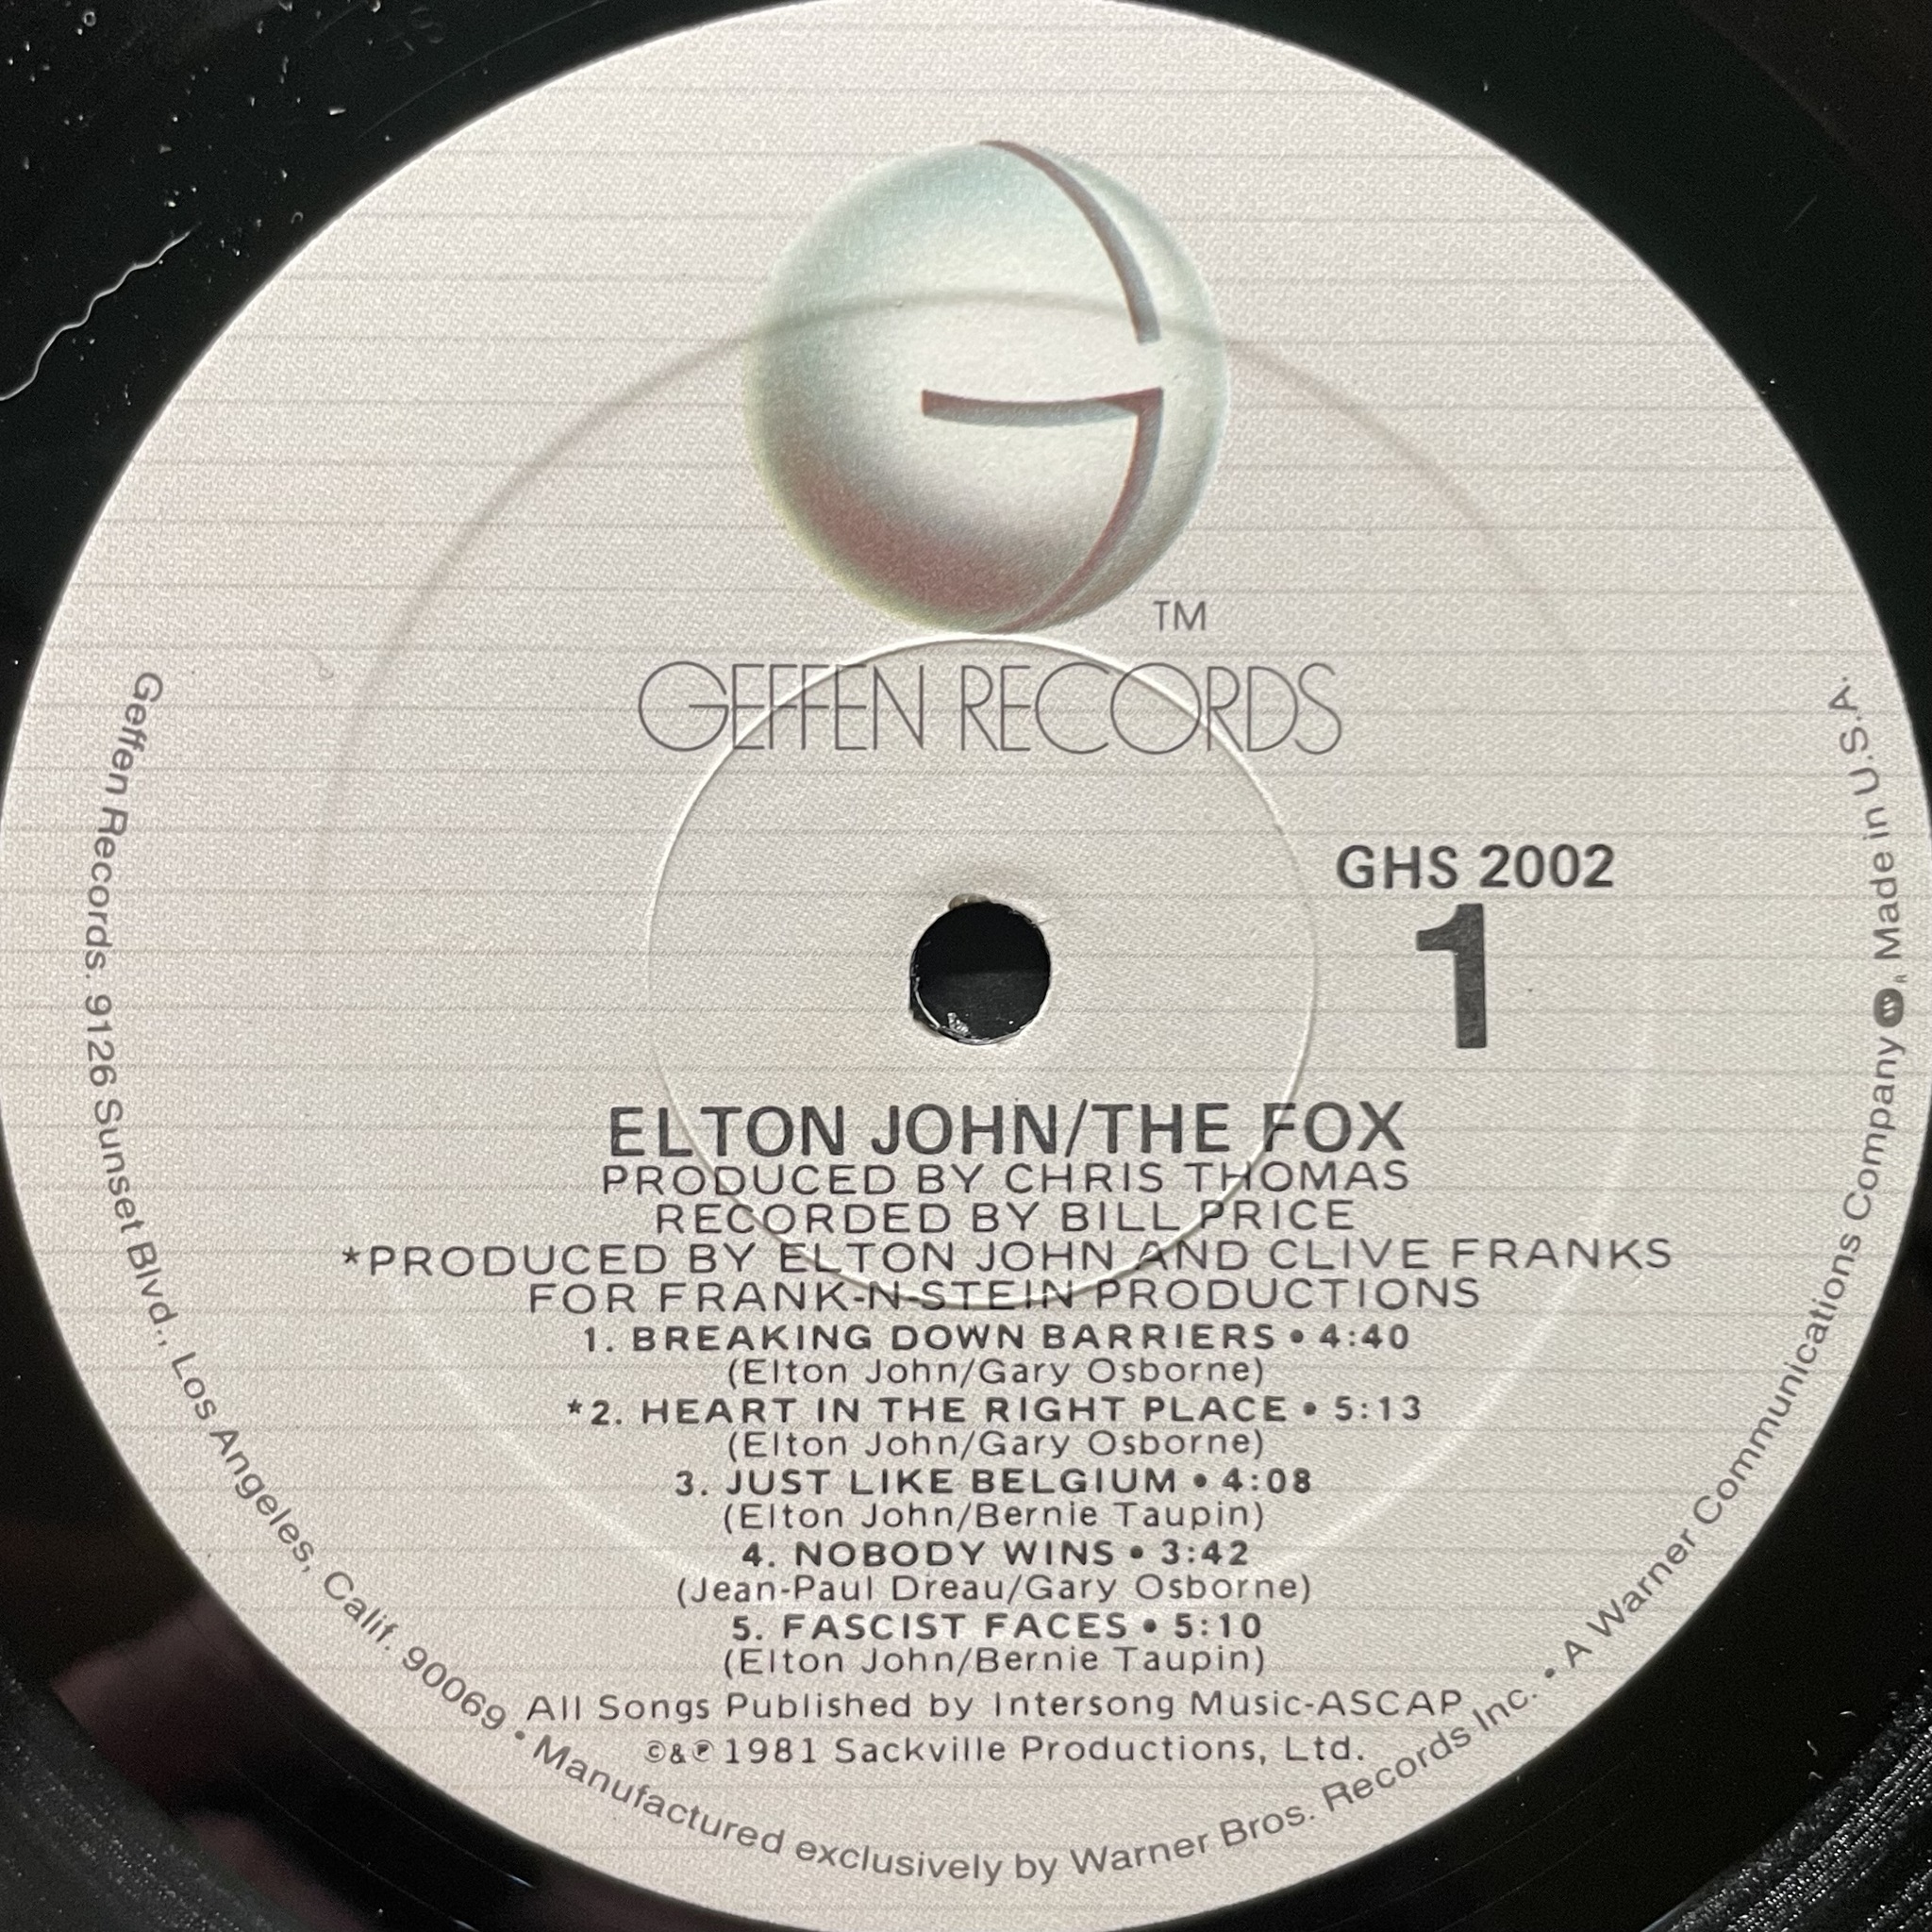 TM
GEFFEN RECORDS
GHS 2002
1
ELTON JOHN/THE FOX
PRODUCED BY CHRIS THOMAS
RECORDED BY BILL PRICE
*PRODUCED BY ELTON JOHN AND CLIVE FRANKS
FOR FRANK-N-STEIN PRODUCTIONS
1. BREAKING DOWN BARRIERS • 4:40
(Elton John/Gary Osborne)
*2. HEART IN THE RIGHT PLACE • 5:13
(Elton John/Gary Osborne)
3. JUST LIKE BELGIUM • 4:08
(Elton John/Bernie Taupin)
4. NOBODY WINS • 3:42
(Jean-Paul Dreau/Gary Osborne)
5. FASCIST FACES • 5:10
(Elton John/Bernie Taupin)
All Songs Published by Intersong Music-ASCAP
©&℗ 1981 Sackville Productions, Ltd.
Geffen Records. 9126 Sunset Blvd., Los Angeles, Calif. 90069 • Manufactured exclusively by Warner Bros. Records Inc. • A Warner Communications Company Made in U.S.A.